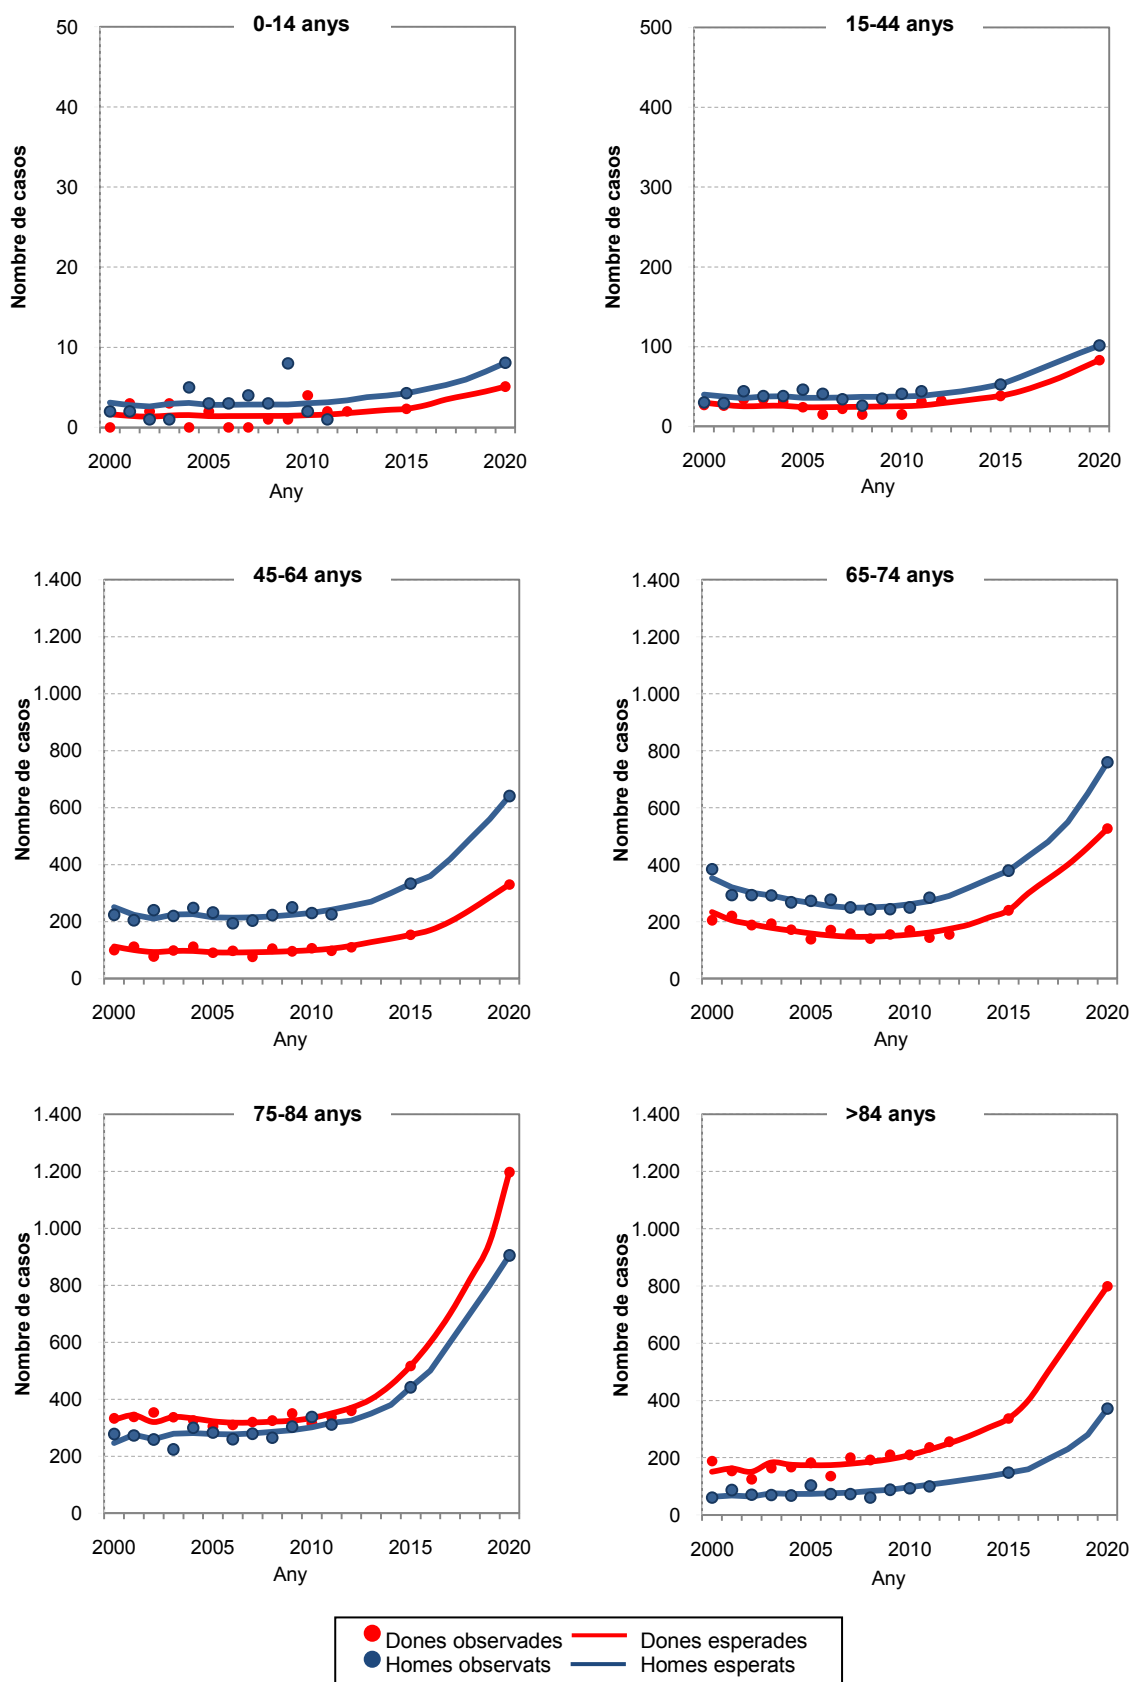 0-14 anys
50
40
30
20
10
0
Nombre de casos
2000 2005 2010 2015 2020
Any
15-44 anys
500
400
300
200
100
0
Nombre de casos
2000 2005 2010 2015 2020
Any
45-64 anys
1.400
1.200
1.000
800
600
400
200
0
Nombre de casos
2000 2005 2010 2015 2020
Any
65-74 anys
1.400
1.200
1.000
800
600
400
200
0
Nombre de casos
2000 2005 2010 2015 2020
Any
75-84 anys
1.400
1.200
1.000
800
600
400
200
0
Nombre de casos
2000 2005 2010 2015 2020
Any
>84 anys
1.400
1.200
1.000
800
600
400
200
0
Nombre de casos
2000 2005 2010 2015 2020
Any
Dones observades Dones esperades
Homes observats Homes esperats